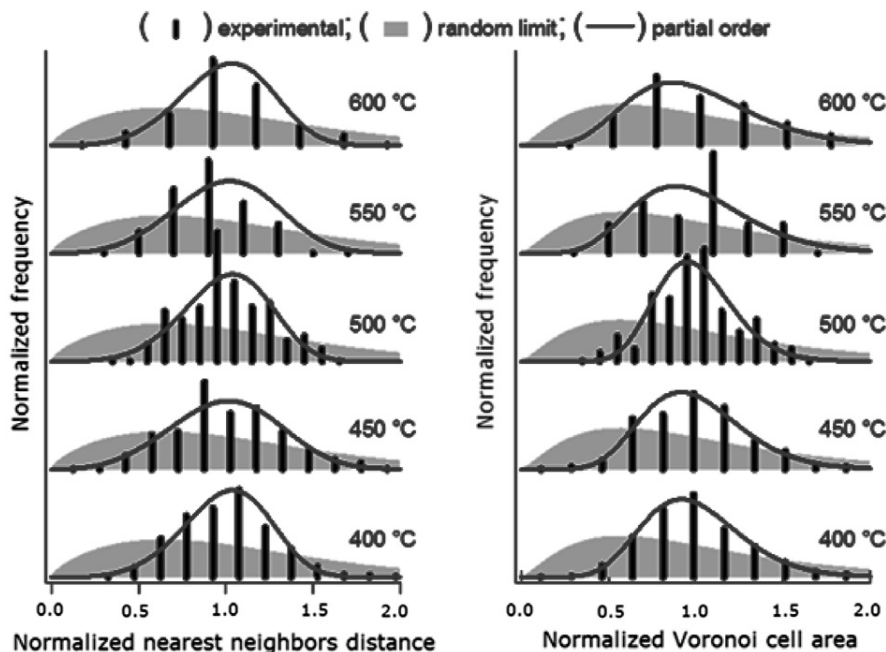 ( ) experimental; ( ) random limit; ( ) partial order
Normalized frequency
600 °C
550 °C
500 °C
450 °C
400 °C
0.0 0.5 1.0 1.5 2.0
Normalized nearest neighbors distance
Normalized frequency
600 °C
550 °C
500 °C
450 °C
400 °C
0.0 0.5 1.0 1.5 2.0
Normalized Voronoi cell area